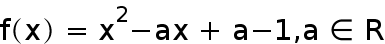 f(x) = x²−ax + a−1,a ∈ R